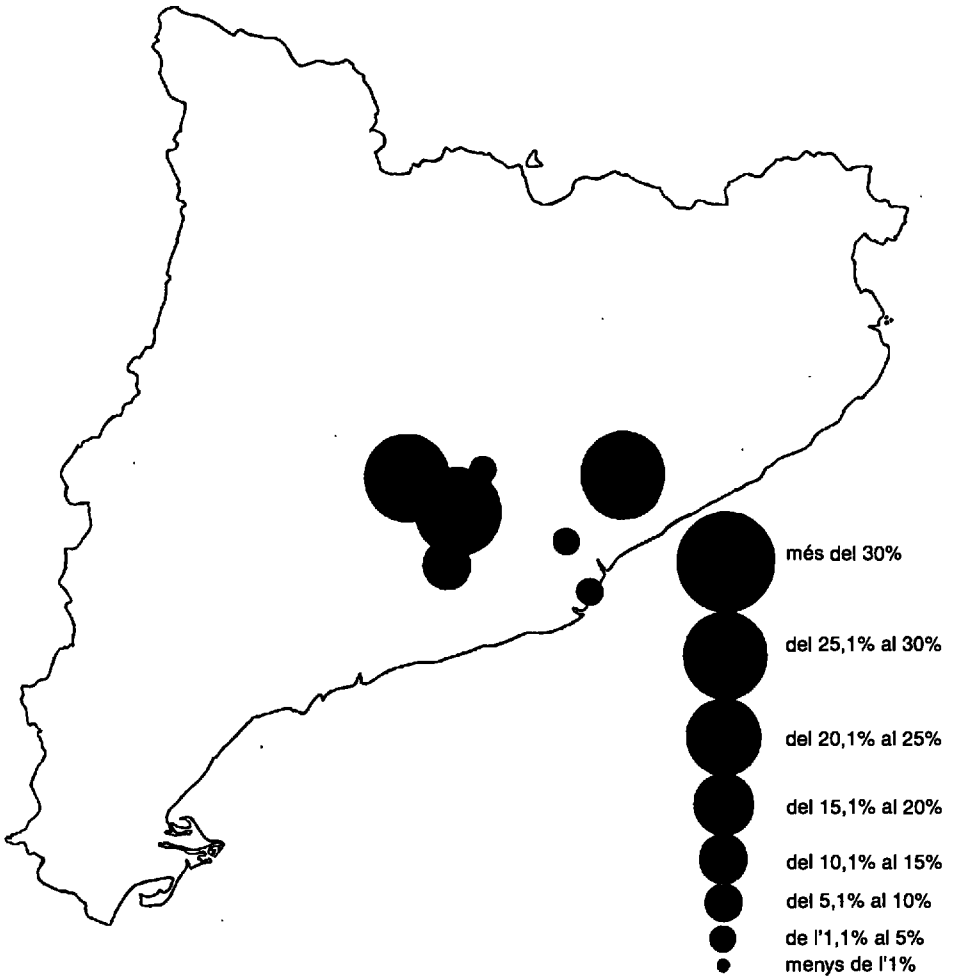 més del 30%
del 25,1% al 30%
del 20,1% al 25%
del 15,1% al 20%
del 10,1% al 15%
del 5,1% al 10%
de l'1,1% al 5%
menys de l'1%